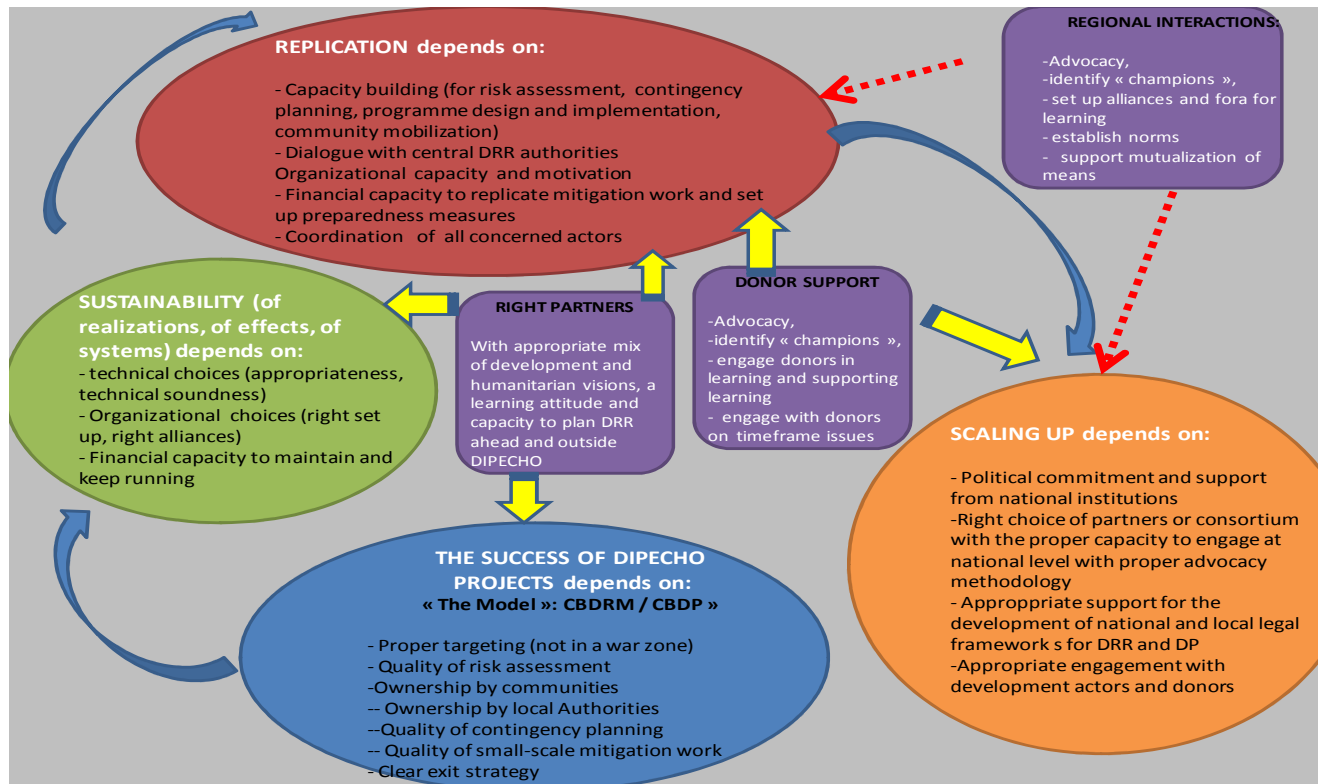 REPLICATION depends on:
- Capacity building (for risk assessment, contingency
planning, programme design and implementation,
community mobilization)
- Dialogue with central DRR authorities
Organizational capacity and motivation
- Financial capacity to replicate mitigation work and set
up preparedness measures
- Coordination of all concerned actors
REGIONAL INTERACTIONS:
-Advocacy,
-identify « champions »,
- set up alliances and fora for
learning
- establish norms
- support mutualization of
means
SUSTAINABILITY (of
realizations, of effects, of
systems) depends on:
- technical choices (appropriateness,
technical soundness)
- Organizational choices (right set
up, right alliances)
- Financial capacity to maintain and
keep running
RIGHT PARTNERS
With appropriate mix
of development and
humanitarian visions, a
learning attitude and
capacity to plan DRR
ahead and outside
DIPECHO
DONOR SUPPORT
-Advocacy,
-identify « champions »,
- engage donors in
learning and supporting
learning
- engage with donors
on timeframe issues
SCALING UP depends on:
- Political commitment and support
from national institutions
-Right choice of partners or consortium
with the proper capacity to engage at
national level with proper advocacy
methodology
-Approppriate support for the
development of national and local legal
framework s for DRR and DP
-Appropriate engagement with
development actors and donors
THE SUCCESS OF DIPECHO
PROJECTS depends on:
« The Model »: CBDRM / CBDP »
- Proper targeting (not in a war zone)
- Quality of risk assessment
-Ownership by communities
-- Ownership by local Authorities
--Quality of contingency planning
-- Quality of small-scale mitigation work
- Clear exit strategy